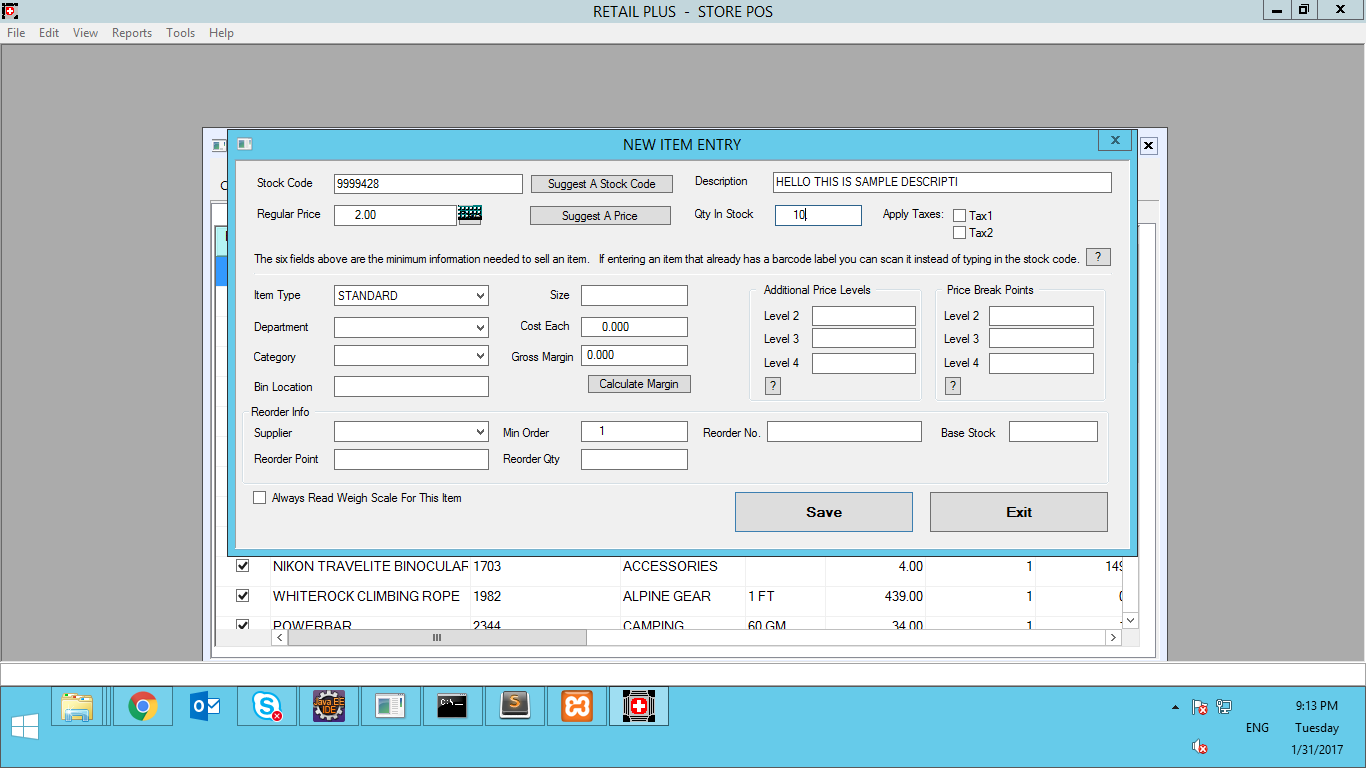 RETAIL PLUS - STORE POS
File Edit View Reports Tools Help
NEW ITEM ENTRY
Stock Code 9999428 Suggest A Stock Code Description HELLO THIS IS SAMPLE DESCRIPTI
Regular Price 2.00 Suggest A Price Qty In Stock 10 Apply Taxes: Tax1
Tax2
The six fields above are the minimum information needed to sell an item. If entering an item that already has a barcode label you can scan it instead of typing in the stock code. ?
Item Type STANDARD Size Additional Price Levels Price Break Points
Level 2 Level 2
Department Cost Each 0.000
Level 3 Level 3
Category Gross Margin 0.000
Level 4 Level 4
Bin Location Calculate Margin ? ?
Reorder Info
Supplier Min Order 1 Reorder No. Base Stock
Reorder Point Reorder Qty
Always Read Weigh Scale For This Item
Save Exit
NIKON TRAVELITE BINOCULAR 1703 ACCESSORIES 4.00 1 149
WHITEROCK CLIMBING ROPE 1982 ALPINE GEAR 1 FT 439.00 1
POWERBAR 2344 CAMPING 60 GM 34.00 1
Java EE
IDE
C:\
9:13 PM
ENG Tuesday
1/31/2017